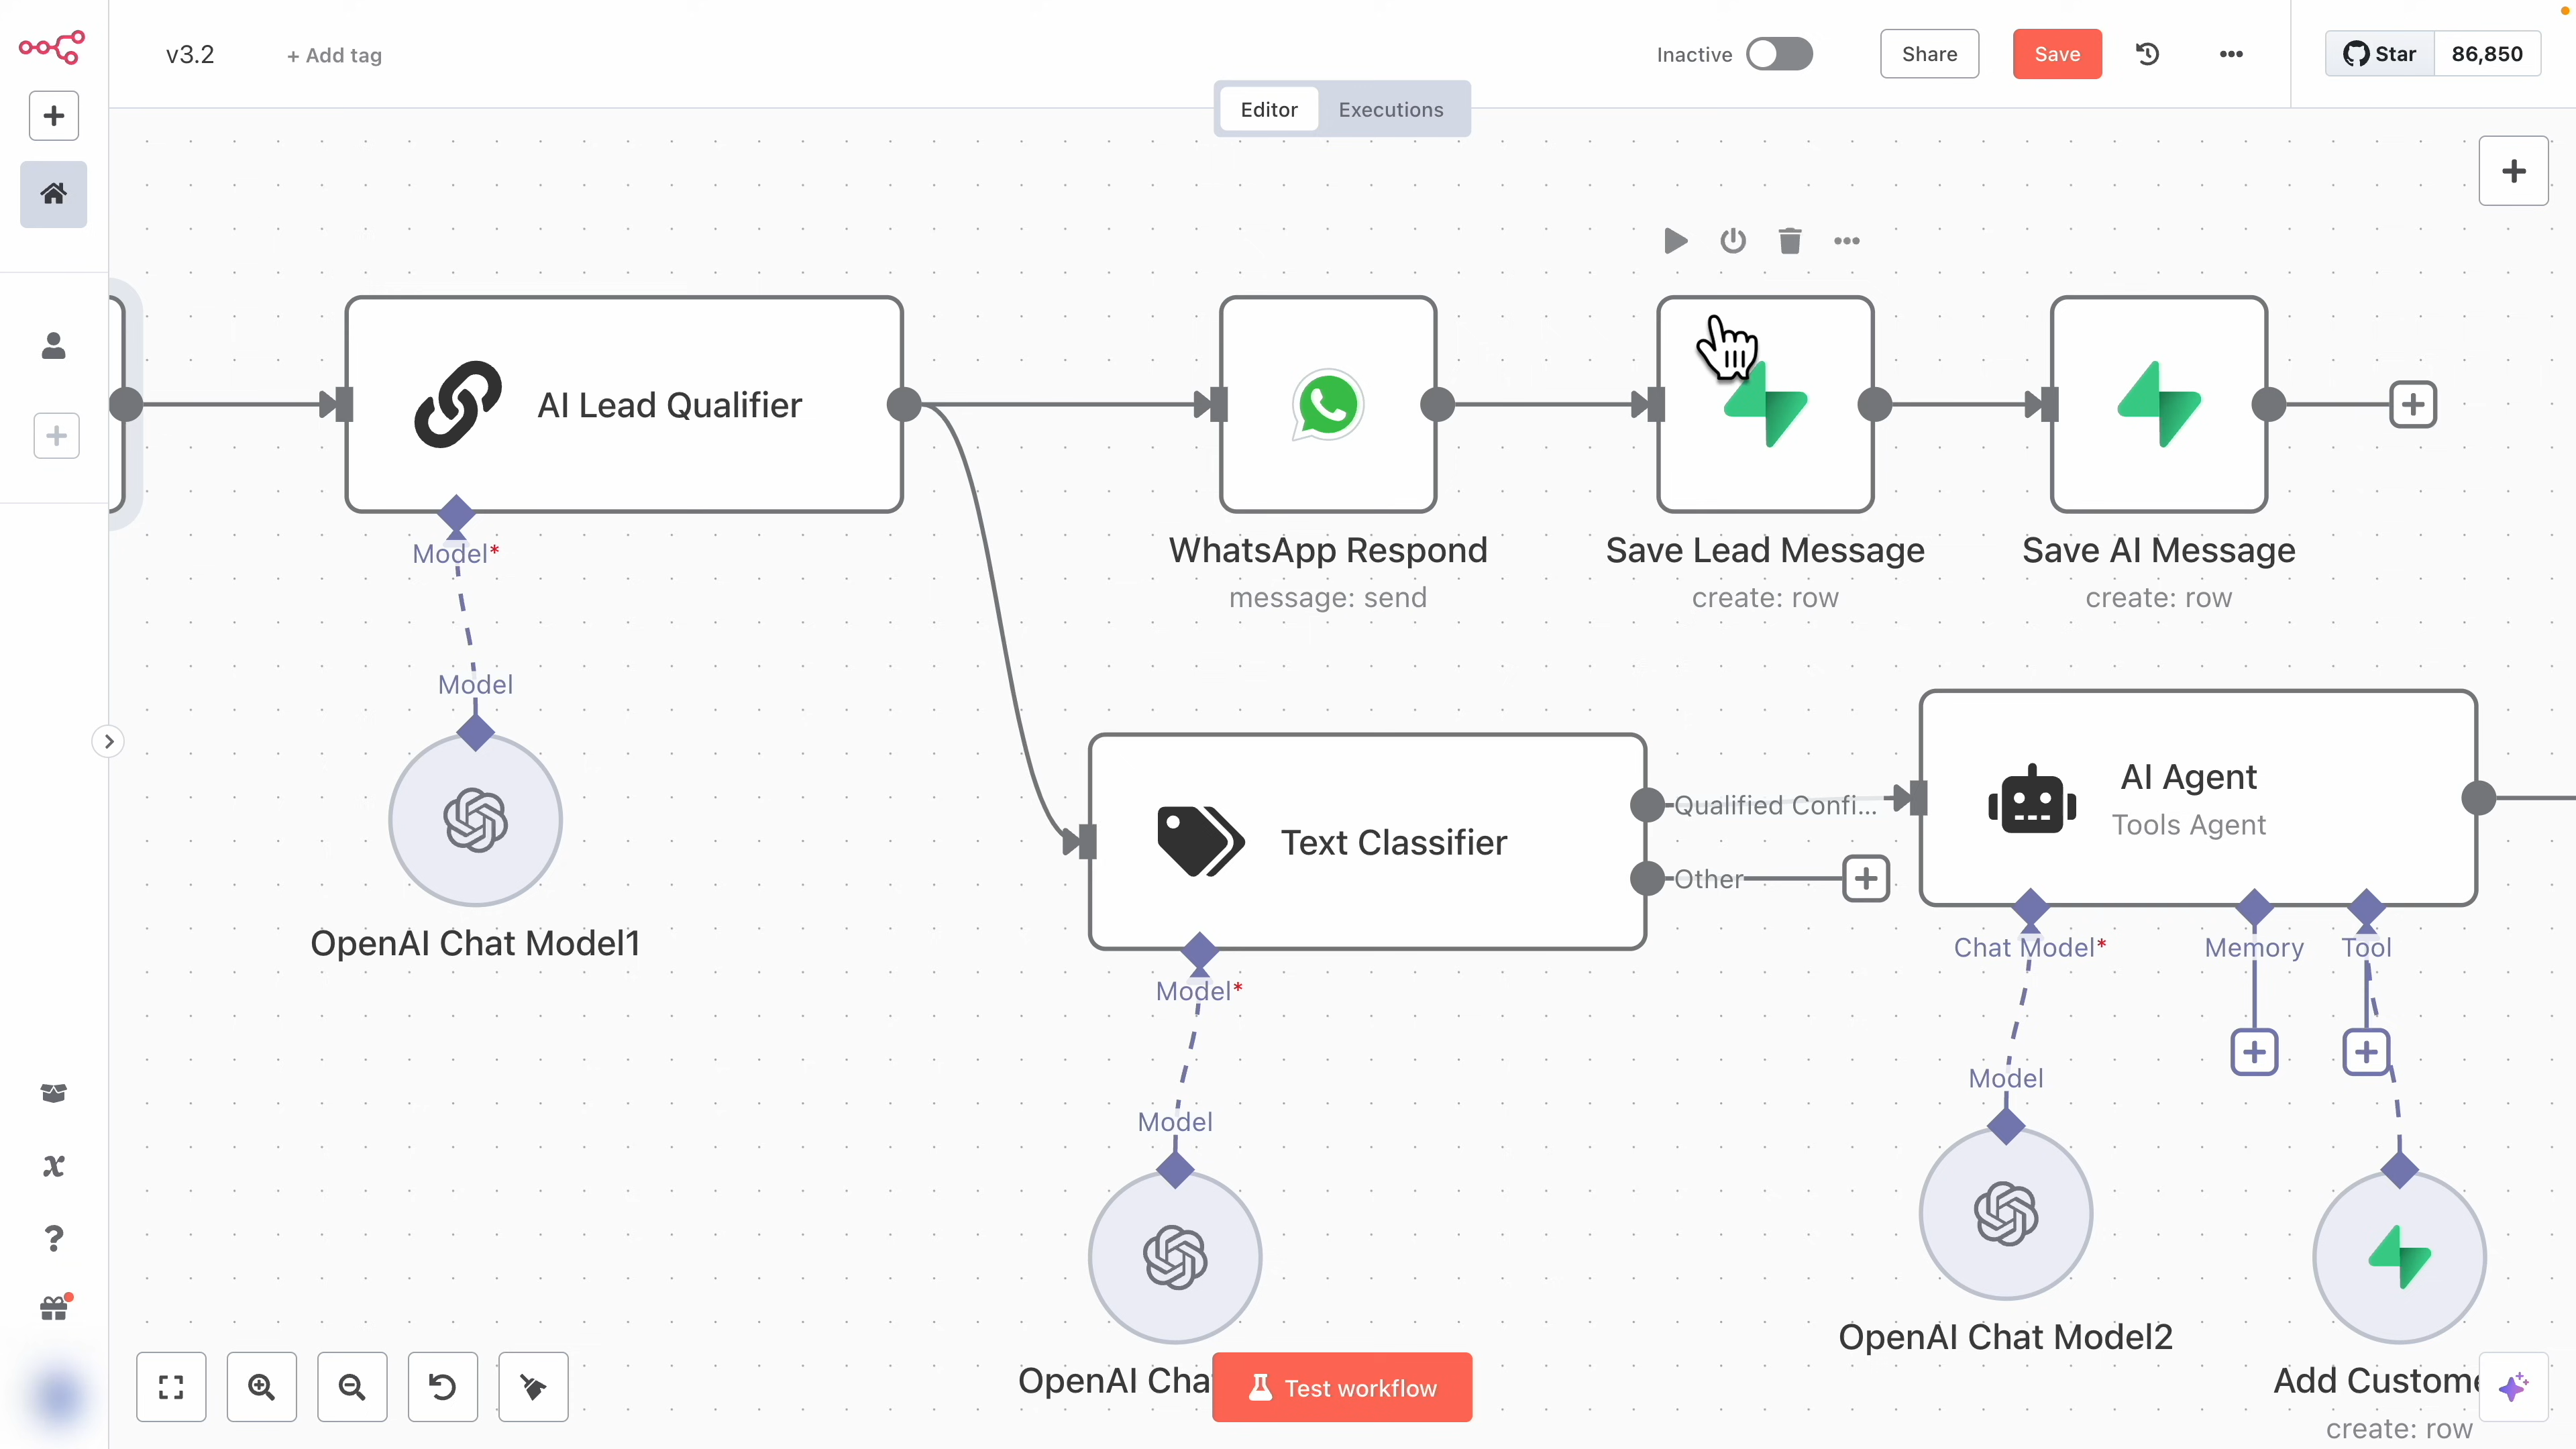 v3.2
+ Add tag
Inactive
Share
Save
Star
86,850
Editor
Executions
AI Lead Qualifier
Model*
Model
OpenAI Chat Model1
WhatsApp Respond
message: send
Save Lead Message
create: row
Save AI Message
create: row
Text Classifier
Qualified Confi...
Other
Model*
Model
OpenAI Cha
AI Agent
Tools Agent
Chat Model*
Memory
Tool
Model
OpenAI Chat Model2
Add Custome
create: row
Test workflow